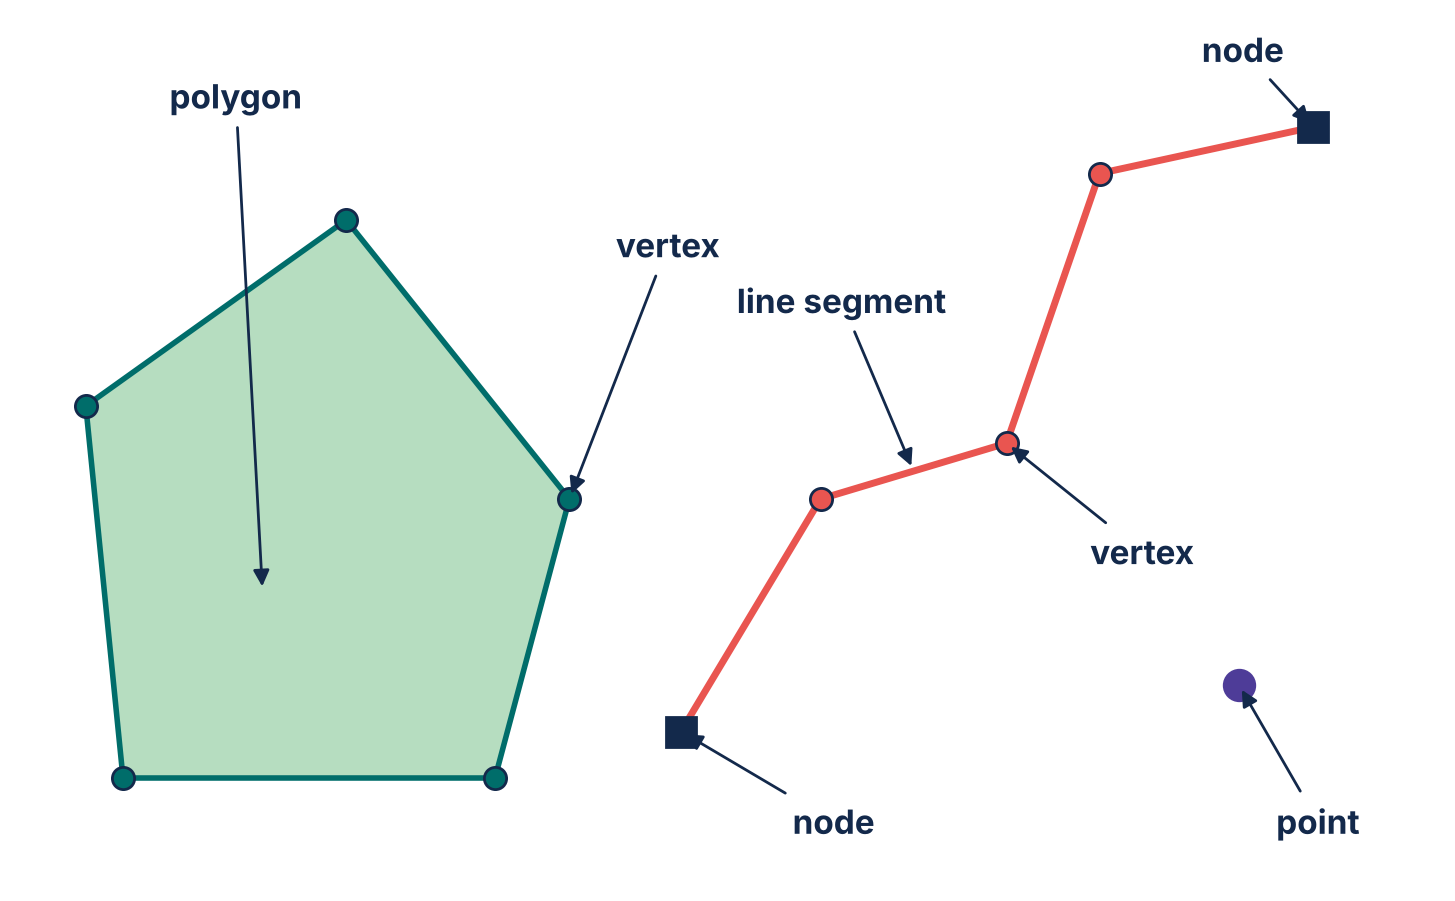 node
polygon
vertex
line segment
vertex
node
point